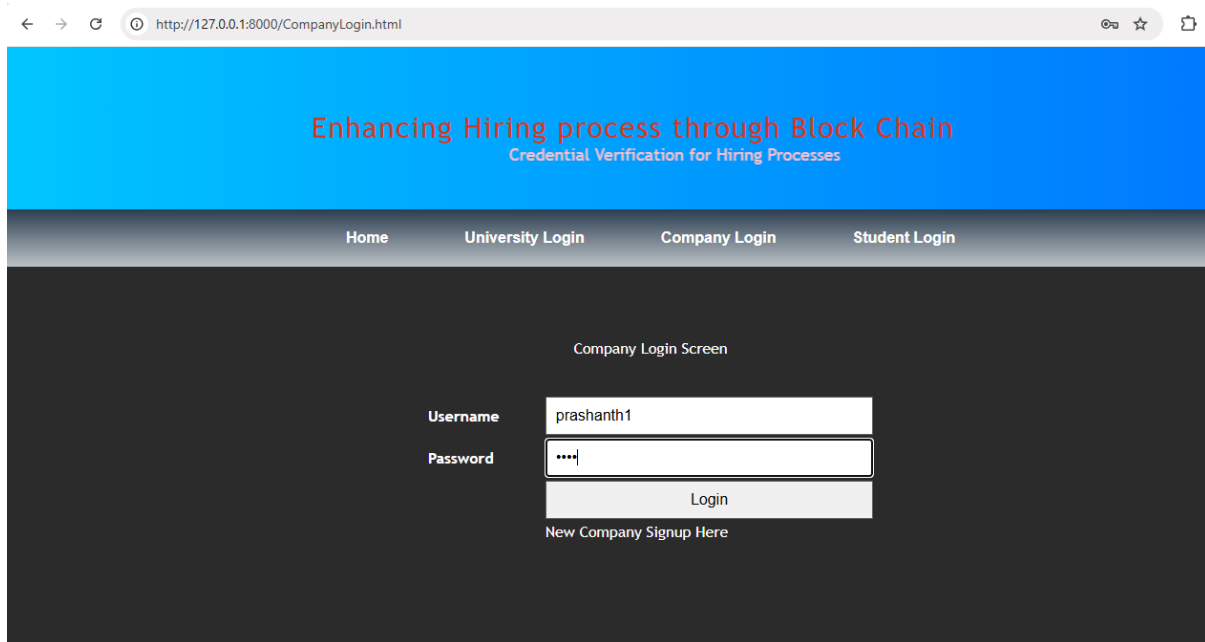 http://127.0.0.1:8000/CompanyLogin.html
Enhancing Hiring process through Block Chain
Credential Verification for Hiring Processes
Home University Login Company Login Student Login
Company Login Screen
Username prashanth1
Password ••••
Login
New Company Signup Here